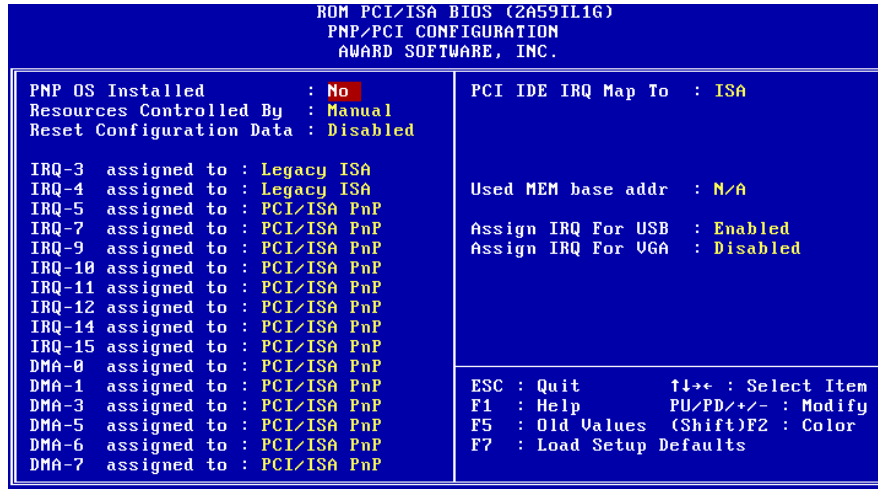 ROM PCI/ISA BIOS (2A59IL1G)
PNP/PCI CONFIGURATION
AWARD SOFTWARE, INC.
PNP OS Installed : No
Resources Controlled By : Manual
Reset Configuration Data : Disabled
IRQ-3 assigned to : Legacy ISA
IRQ-4 assigned to : Legacy ISA
IRQ-5 assigned to : PCI/ISA PnP
IRQ-7 assigned to : PCI/ISA PnP
IRQ-9 assigned to : PCI/ISA PnP
IRQ-10 assigned to : PCI/ISA PnP
IRQ-11 assigned to : PCI/ISA PnP
IRQ-12 assigned to : PCI/ISA PnP
IRQ-14 assigned to : PCI/ISA PnP
IRQ-15 assigned to : PCI/ISA PnP
DMA-0 assigned to : PCI/ISA PnP
DMA-1 assigned to : PCI/ISA PnP
DMA-3 assigned to : PCI/ISA PnP
DMA-5 assigned to : PCI/ISA PnP
DMA-6 assigned to : PCI/ISA PnP
DMA-7 assigned to : PCI/ISA PnP
PCI IDE IRQ Map To : ISA
Used MEM base addr : N/A
Assign IRQ For USB : Enabled
Assign IRQ For VGA : Disabled
ESC : Quit ↑↓→← : Select Item
F1 : Help PU/PD/+/- : Modify
F5 : Old Values (Shift)F2 : Color
F7 : Load Setup Defaults